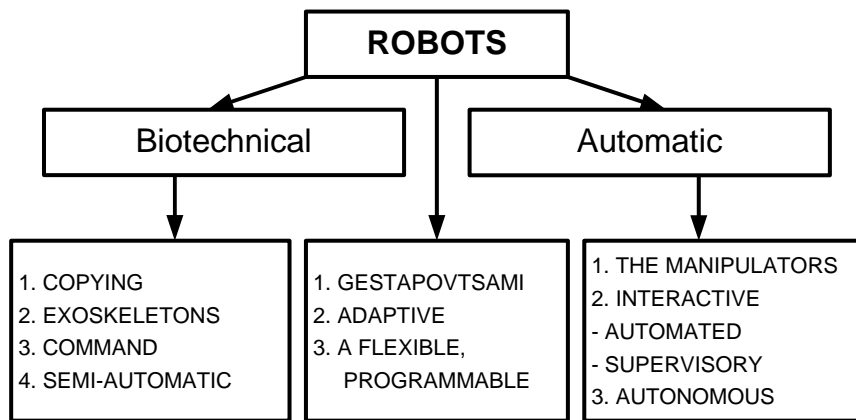 ROBOTS
Biotechnical
Automatic
1. COPYING
2. EXOSKELETONS
3. COMMAND
4. SEMI-AUTOMATIC
1. GESTAPOVTSAMI
2. ADAPTIVE
3. A FLEXIBLE,
PROGRAMMABLE
1. THE MANIPULATORS
2. INTERACTIVE
- AUTOMATED
- SUPERVISORY
3. AUTONOMOUS